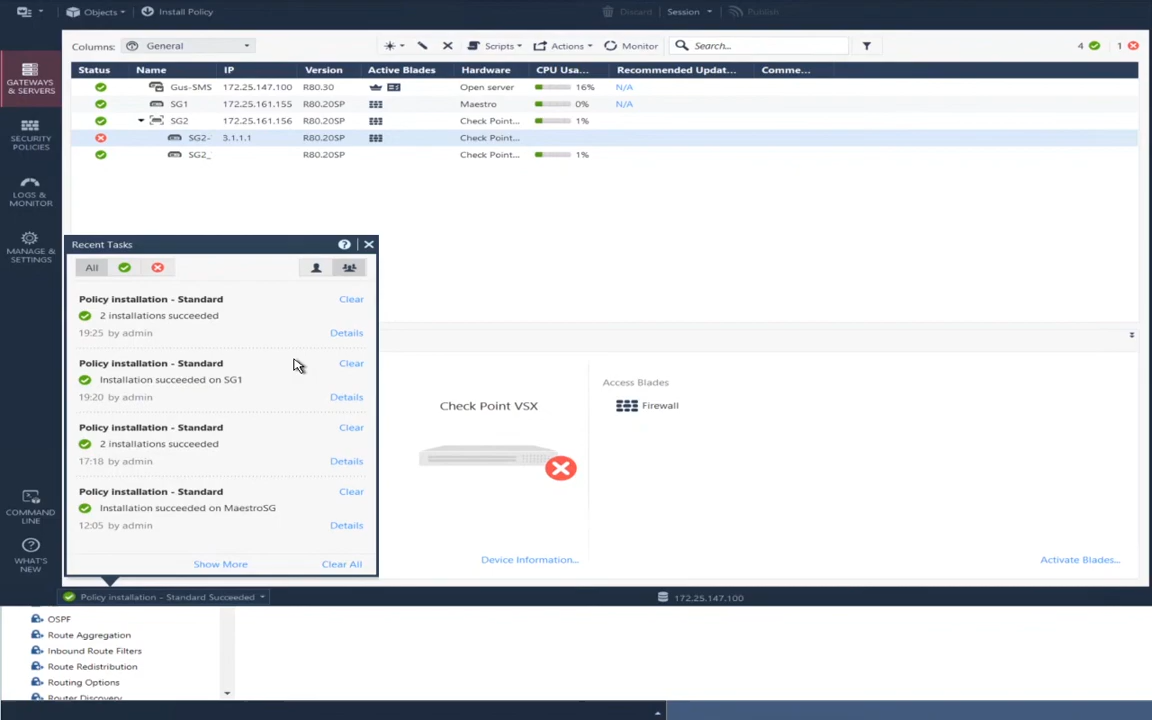 Objects
Install Policy
Discard
Session
Publish
GATEWAYS & SERVERS
SECURITY POLICIES
LOGS & MONITOR
MANAGE & SETTINGS
COMMAND LINE
WHAT'S NEW
Columns: General
Scripts
Actions
Monitor
Search...
4
1
Status Name IP Version Active Blades Hardware CPU Usa... Recommended Updat... Comme...
Gus-SMS 172.25.147.100 R80.30 Open server 16% N/A
SG1 172.25.161.155 R80.20SP Maestro 0% N/A
SG2 172.25.161.156 R80.20SP Check Point... 1%
SG2- 3.1.1.1 R80.20SP Check Point...
SG2_ R80.20SP Check Point... 1%
Recent Tasks
?
All
Policy installation - Standard Clear
2 installations succeeded
19:25 by admin Details
Policy installation - Standard Clear
Installation succeeded on SG1
19:20 by admin Details
Policy installation - Standard Clear
2 installations succeeded
17:18 by admin Details
Policy installation - Standard Clear
Installation succeeded on MaestroSG
12:05 by admin Details
Show More Clear All
Check Point VSX
Device Information...
Access Blades
Firewall
Activate Blades...
Policy installation - Standard Succeeded
172.25.147.100
OSPF
Route Aggregation
Inbound Route Filters
Route Redistribution
Routing Options
Router Discovery